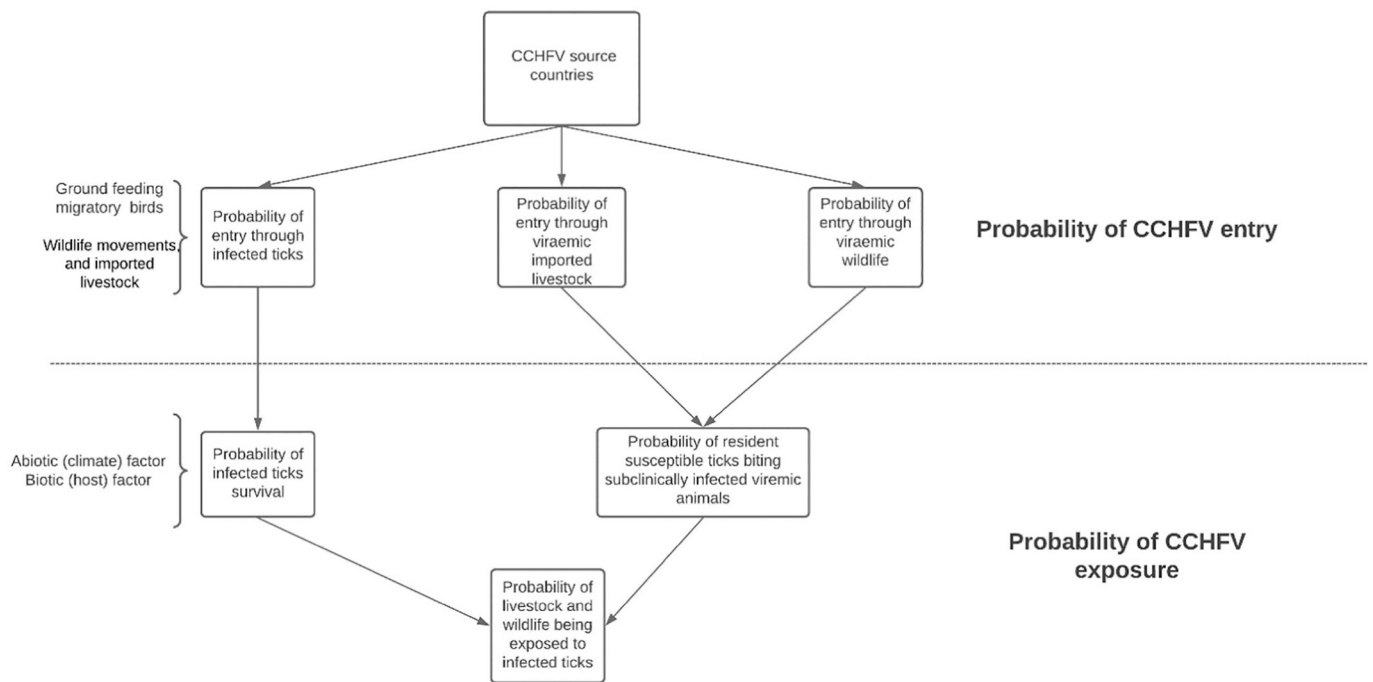 CCHFV source
countries
Ground feeding
migratory birds
Wildlife movements,
and imported
livestock
Probability of
entry through
infected ticks
Probability of
entry through
viraemic
imported
livestock
Probability of
entry through
viraemic
wildlife
Probability of CCHFV entry
Abiotic (climate) factor
Biotic (host) factor
Probability of
infected ticks
survival
Probability of resident
susceptible ticks biting
subclinically infected viremic
animals
Probability of CCHFV
exposure
Probability of
livestock and
wildlife being
exposed to
infected ticks